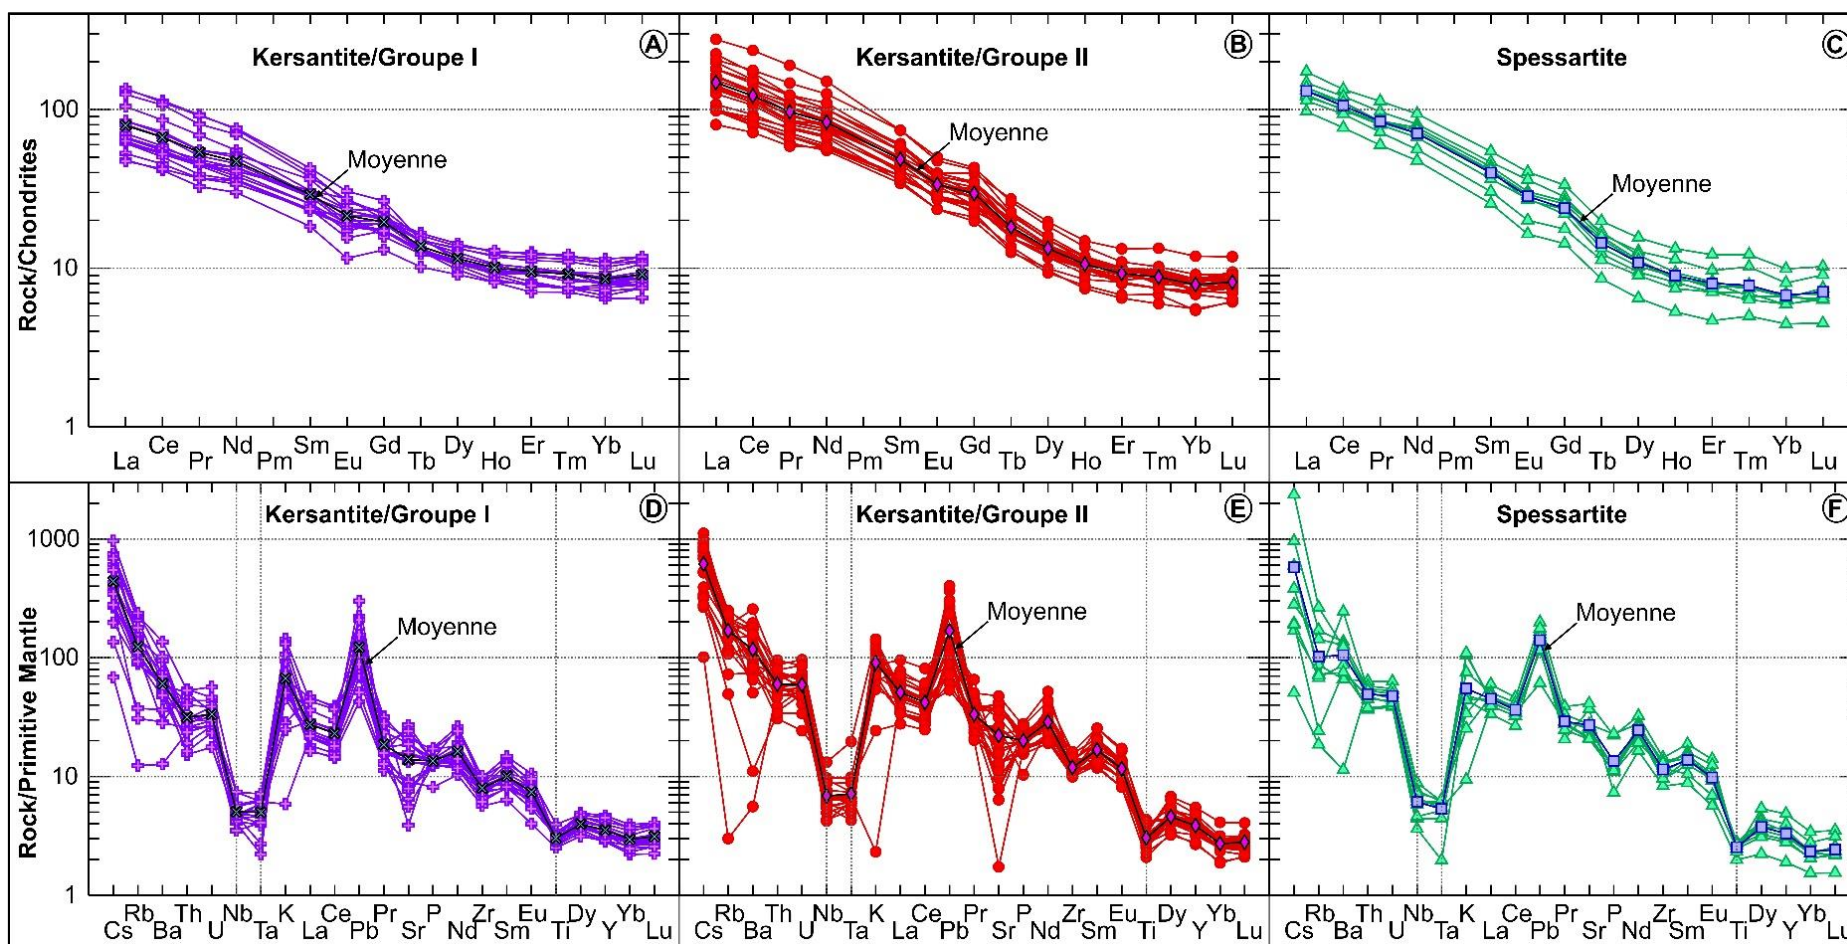 Kersantite/Groupe I
A
Kersantite/Groupe II
B
Spessartite
C
Rock/Chondrites
100
10
1
Moyenne
Moyenne
Moyenne
Ce Nd Sm Gd Dy Er Yb
La Pr Pm Eu Tb Ho Tm Lu
Ce Nd Sm Gd Dy Er Yb
La Pr Pm Eu Tb Ho Tm Lu
Ce Nd Sm Gd Dy Er Yb
La Pr Pm Eu Tb Ho Tm Lu
Kersantite/Groupe I
D
Kersantite/Groupe II
E
Spessartite
F
Rock/Primitive Mantle
1000
100
10
1
Moyenne
Moyenne
Moyenne
Rb Th Nb K Ce Pr P Zr Eu Dy Yb
Cs Ba U Ta La Pb Sr Nd Sm Ti Y Lu
Rb Th Nb K Ce Pr P Zr Eu Dy Yb
Cs Ba U Ta La Pb Sr Nd Sm Ti Y Lu
Rb Th Nb K Ce Pr P Zr Eu Dy Yb
Cs Ba U Ta La Pb Sr Nd Sm Ti Y Lu